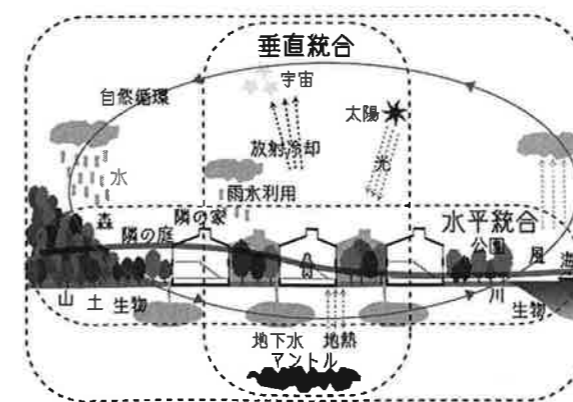 垂直統合
宇宙
自然循環
太陽
放射冷却
光
水
雨水利用
森
隣の家
水平統合
隣の庭
公園
風
海
山
土
生物
川
生物
地下水
地熱
マントル